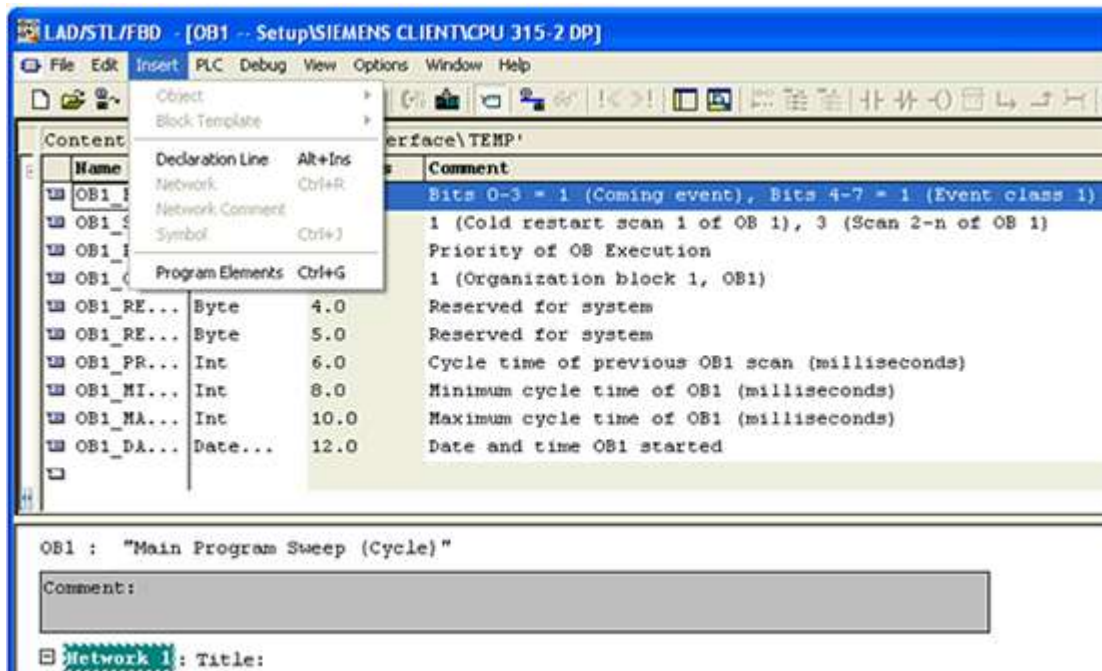 LAD/STL/FBD - [OB1 -- Setup\SIEMENS CLIENT\CPU 315-2 DP]
File Edit Insert PLC Debug View Options Window Help
Object
Block Template
Declaration Line Alt+Ins
Network Ctrl+R
Network Comment
Symbol Ctrl+J
Program Elements Ctrl+G
Content erface\TEMP'
Name Comment
Bits 0-3 = 1 (Coming event), Bits 4-7 = 1 (Event class 1)
1 (Cold restart scan 1 of OB 1), 3 (Scan 2-n of OB 1)
Priority of OB Execution
1 (Organization block 1, OB1)
OB1_RE... Byte 4.0 Reserved for system
OB1_RE... Byte 5.0 Reserved for system
OB1_PR... Int 6.0 Cycle time of previous OB1 scan (milliseconds)
OB1_MI... Int 8.0 Minimum cycle time of OB1 (milliseconds)
OB1_MA... Int 10.0 Maximum cycle time of OB1 (milliseconds)
OB1_DA... Date... 12.0 Date and time OB1 started
OB1 : "Main Program Sweep (Cycle)"
Comment:
Network 1: Title: